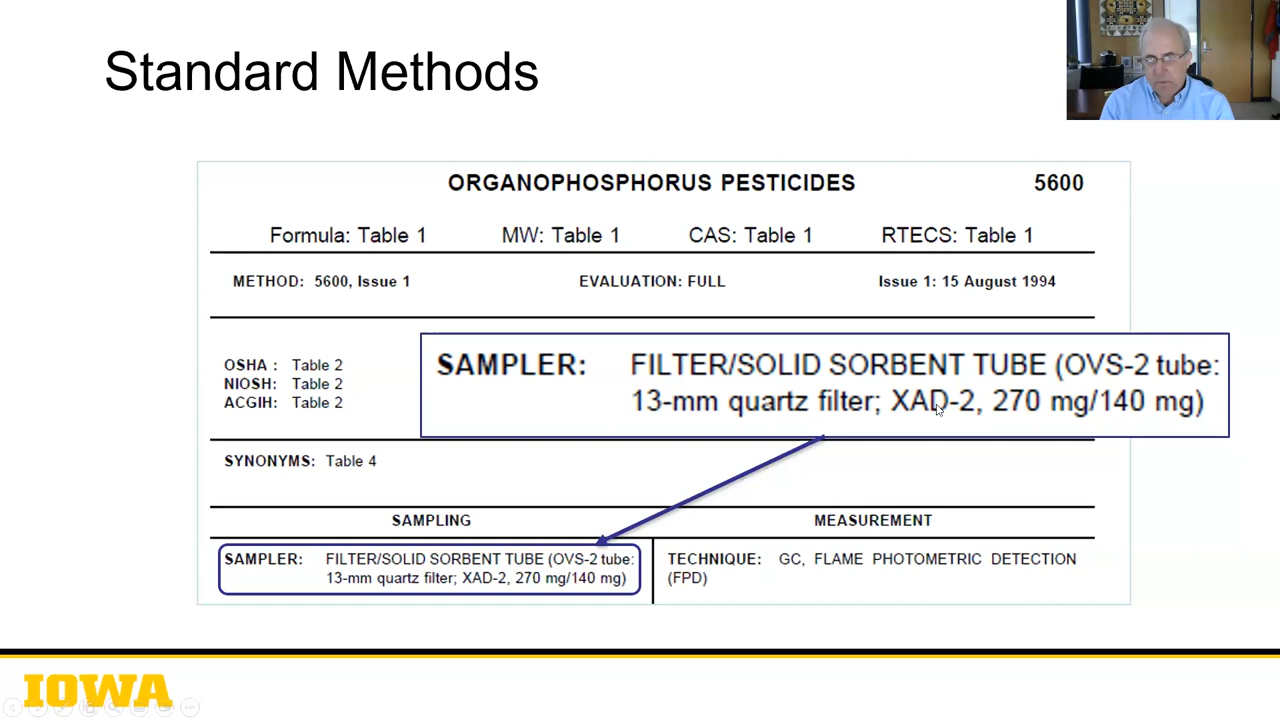 Standard Methods
ORGANOPHOSPHORUS PESTICIDES 5600
Formula: Table 1 MW: Table 1 CAS: Table 1 RTECS: Table 1
METHOD: 5600, Issue 1 EVALUATION: FULL Issue 1: 15 August 1994
OSHA : Table 2
NIOSH: Table 2
ACGIH: Table 2
SAMPLER: FILTER/SOLID SORBENT TUBE (OVS-2 tube:
13-mm quartz filter; XAD-2, 270 mg/140 mg)
SYNONYMS: Table 4
SAMPLING MEASUREMENT
SAMPLER: FILTER/SOLID SORBENT TUBE (OVS-2 tube:
13-mm quartz filter; XAD-2, 270 mg/140 mg)
TECHNIQUE: GC, FLAME PHOTOMETRIC DETECTION
(FPD)
IOWA